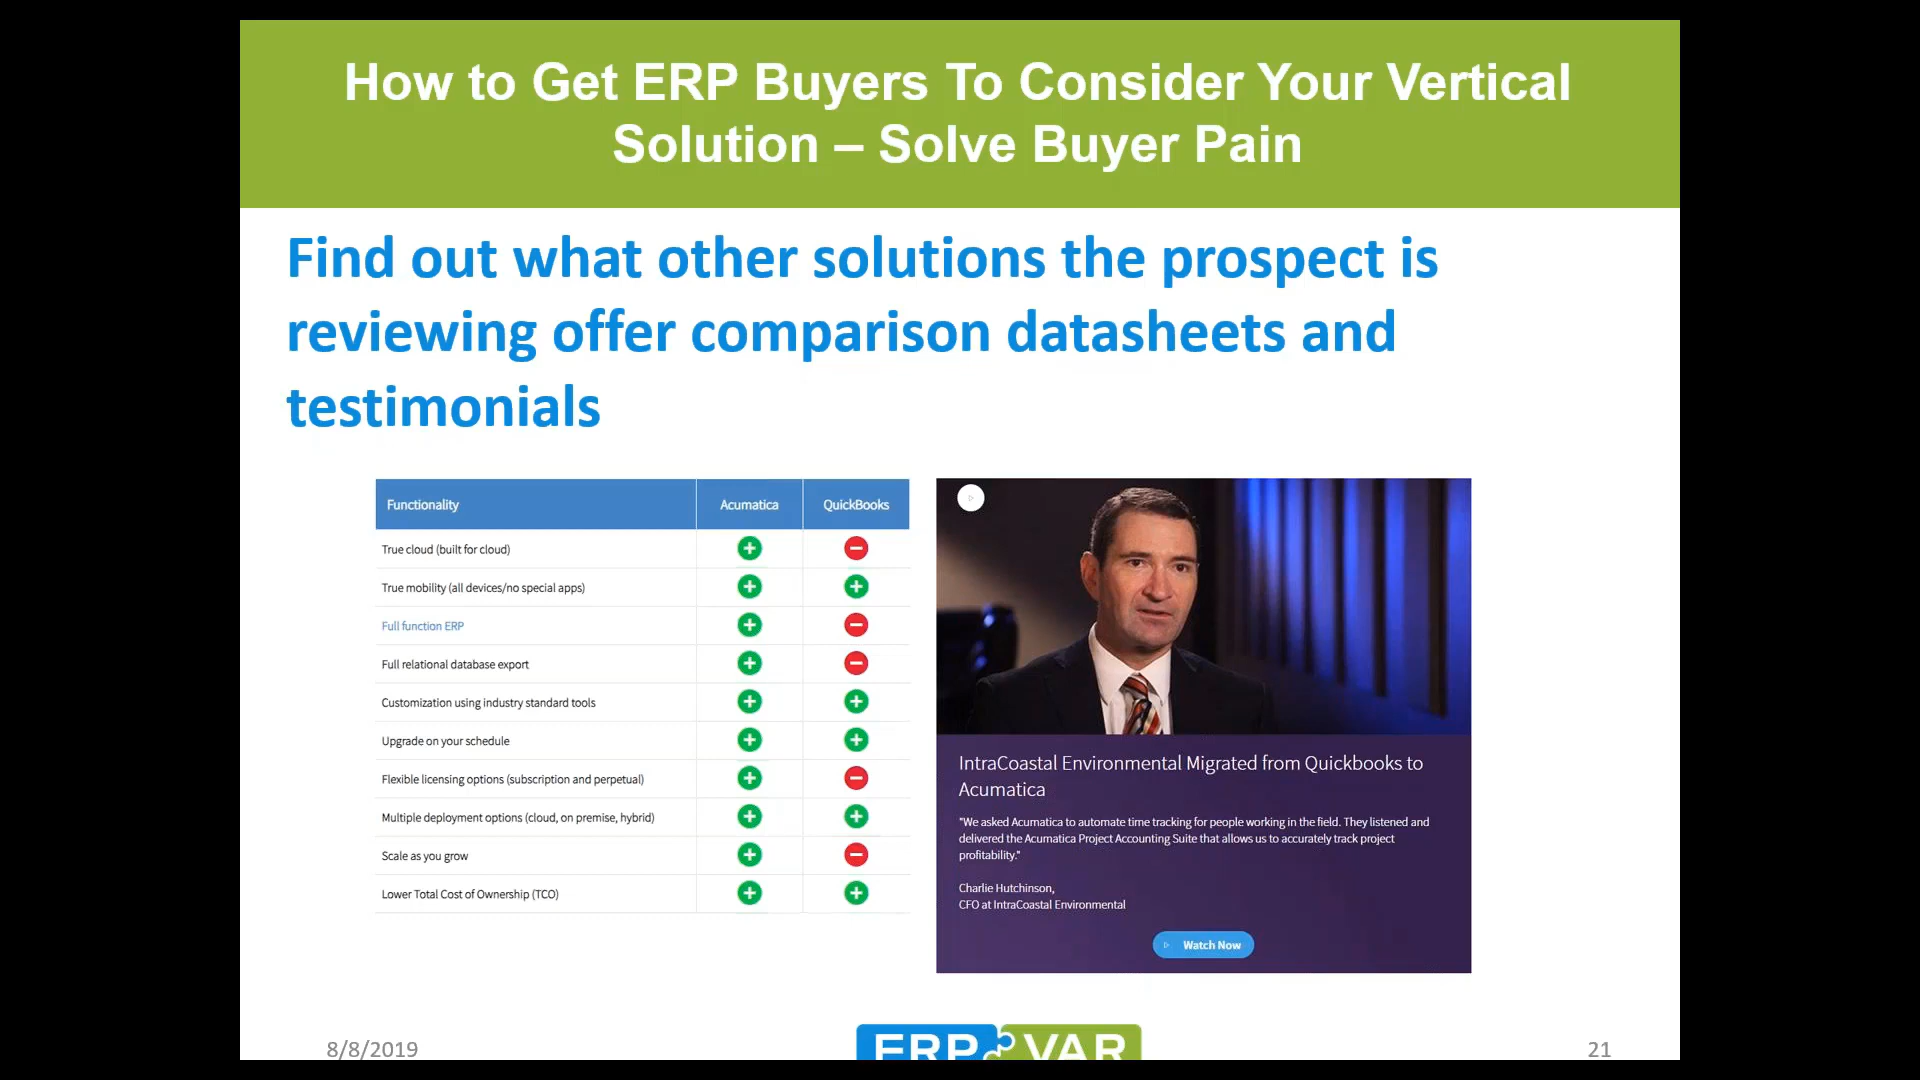 How to Get ERP Buyers To Consider Your Vertical
Solution – Solve Buyer Pain
Find out what other solutions the prospect is
reviewing offer comparison datasheets and
testimonials
Functionality Acumatica QuickBooks
True cloud (built for cloud)
True mobility (all devices/no special apps)
Full function ERP
Full relational database export
Customization using industry standard tools
Upgrade on your schedule
Flexible licensing options (subscription and perpetual)
Multiple deployment options (cloud, on premise, hybrid)
Scale as you grow
Lower Total Cost of Ownership (TCO)
IntraCoastal Environmental Migrated from Quickbooks to
Acumatica
"We asked Acumatica to automate time tracking for people working in the field. They listened and
delivered the Acumatica Project Accounting Suite that allows us to accurately track project
profitability."
Charlie Hutchinson,
CFO at IntraCoastal Environmental
Watch Now
8/8/2019
ERP VAR
21